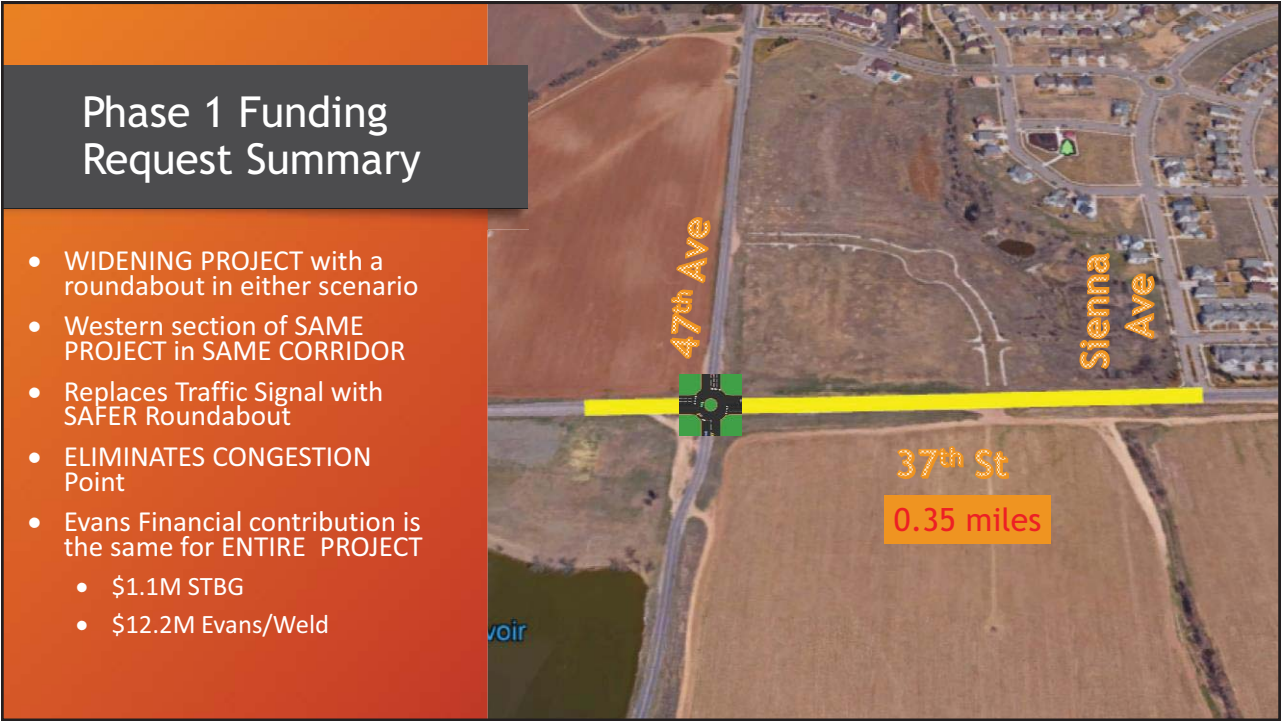 Phase 1 Funding
Request Summary
• WIDENING PROJECT with a
roundabout in either scenario
• Western section of SAME
PROJECT in SAME CORRIDOR
• Replaces Traffic Signal with
SAFER Roundabout
• ELIMINATES CONGESTION
Point
• Evans Financial contribution is
the same for ENTIRE PROJECT
• $1.1M STBG
• $12.2M Evans/Weld
47th Ave
Sienna
Ave
37th St
0.35 miles
voir